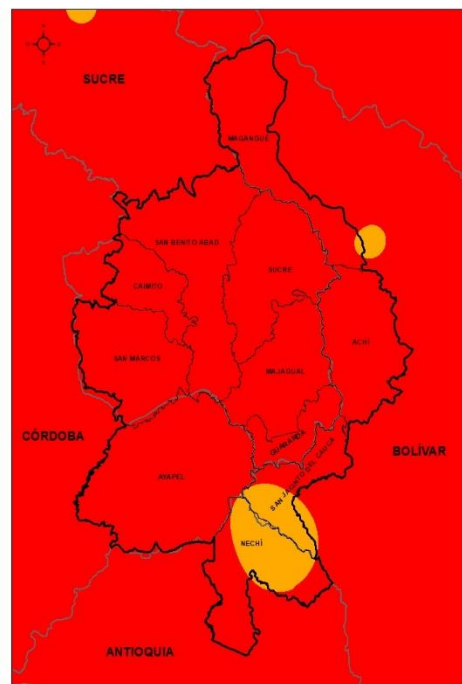 SUCRE
MAGANGUÉ
SAN BENITO ABAD
SUCRE
CAIMITO
ACHÍ
SAN MARCOS
MAJAGUAL
CÓRDOBA
GUARANDA
BOLÍVAR
AYAPEL
SAN JACINTO DEL CAUCA
NECHÍ
ANTIOQUIA